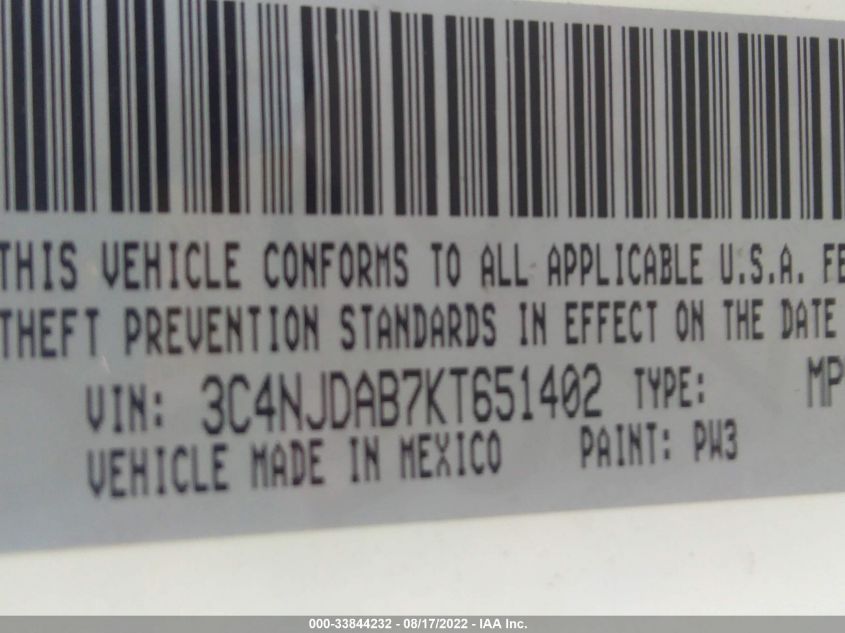 THIS VEHICLE CONFORMS TO ALL APPLICABLE U.S.A. FE
THEFT PREVENTION STANDARDS IN EFFECT ON THE DATE
VIN: 3C4NJDAB7KT651402 TYPE: MP
VEHICLE MADE IN MEXICO PAINT: PW3
000-33844232 - 08/17/2022 - IAA Inc.